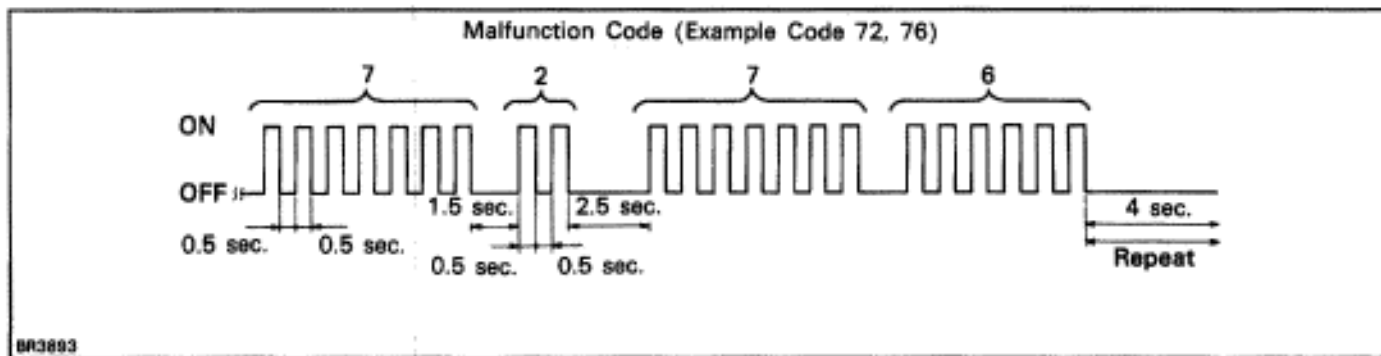 Malfunction Code (Example Code 72, 76)
7 2 7 6
ON
OFF
1.5 sec. 2.5 sec. 4 sec.
0.5 sec. 0.5 sec. 0.5 sec. 0.5 sec. Repeat
BR3893